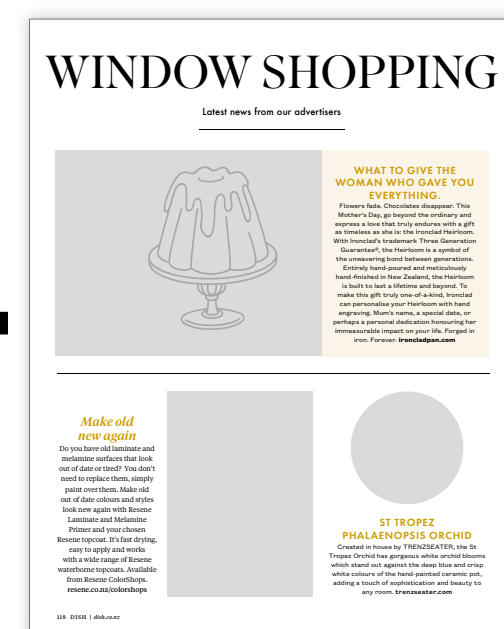 WINDOW SHOPPING
Latest news from our advertisers
WHAT TO GIVE THE
WOMAN WHO GAVE YOU
EVERYTHING.
Flowers fade. Chocolates disappear. This
Mother's Day, go beyond the ordinary and
express a love that truly endures with a gift
as timeless as she is: the Ironclad Heirloom.
With Ironclad's trademark Three Generation
Guarantee®, the Heirloom is a symbol of
the unwavering bond between generations.
Entirely hand-poured and meticulously
hand-finished in New Zealand, the Heirloom
is built to last a lifetime and beyond. To
make this gift truly one-of-a-kind, Ironclad
can personalise your Heirloom with hand
engraving. Mum's name, a special date, or
perhaps a personal dedication honouring her
immeasurable impact on your life. Forged in
iron. Forever. ironcladpan.com
Make old
new again
Do you have old laminate and
melamine surfaces that look
out of date or tired? You don't
need to replace them, simply
paint over them. Make old
out of date colours and styles
look new again with Resene
Laminate and Melamine
Primer and your chosen
Resene topcoat. It's fast drying,
easy to apply and works
with a wide range of Resene
waterborne topcoats. Available
from Resene ColorShops.
resene.co.nz/colorshops
ST TROPEZ
PHALAENOPSIS ORCHID
Created in house by TRENZSEATER, the St
Tropez Orchid has gorgeous white orchid blooms
which stand out against the deep blue and crisp
white colours of the hand-painted ceramic pot,
adding a touch of sophistication and beauty to
any room. trenzseater.com
118 DISH | dish.co.nz